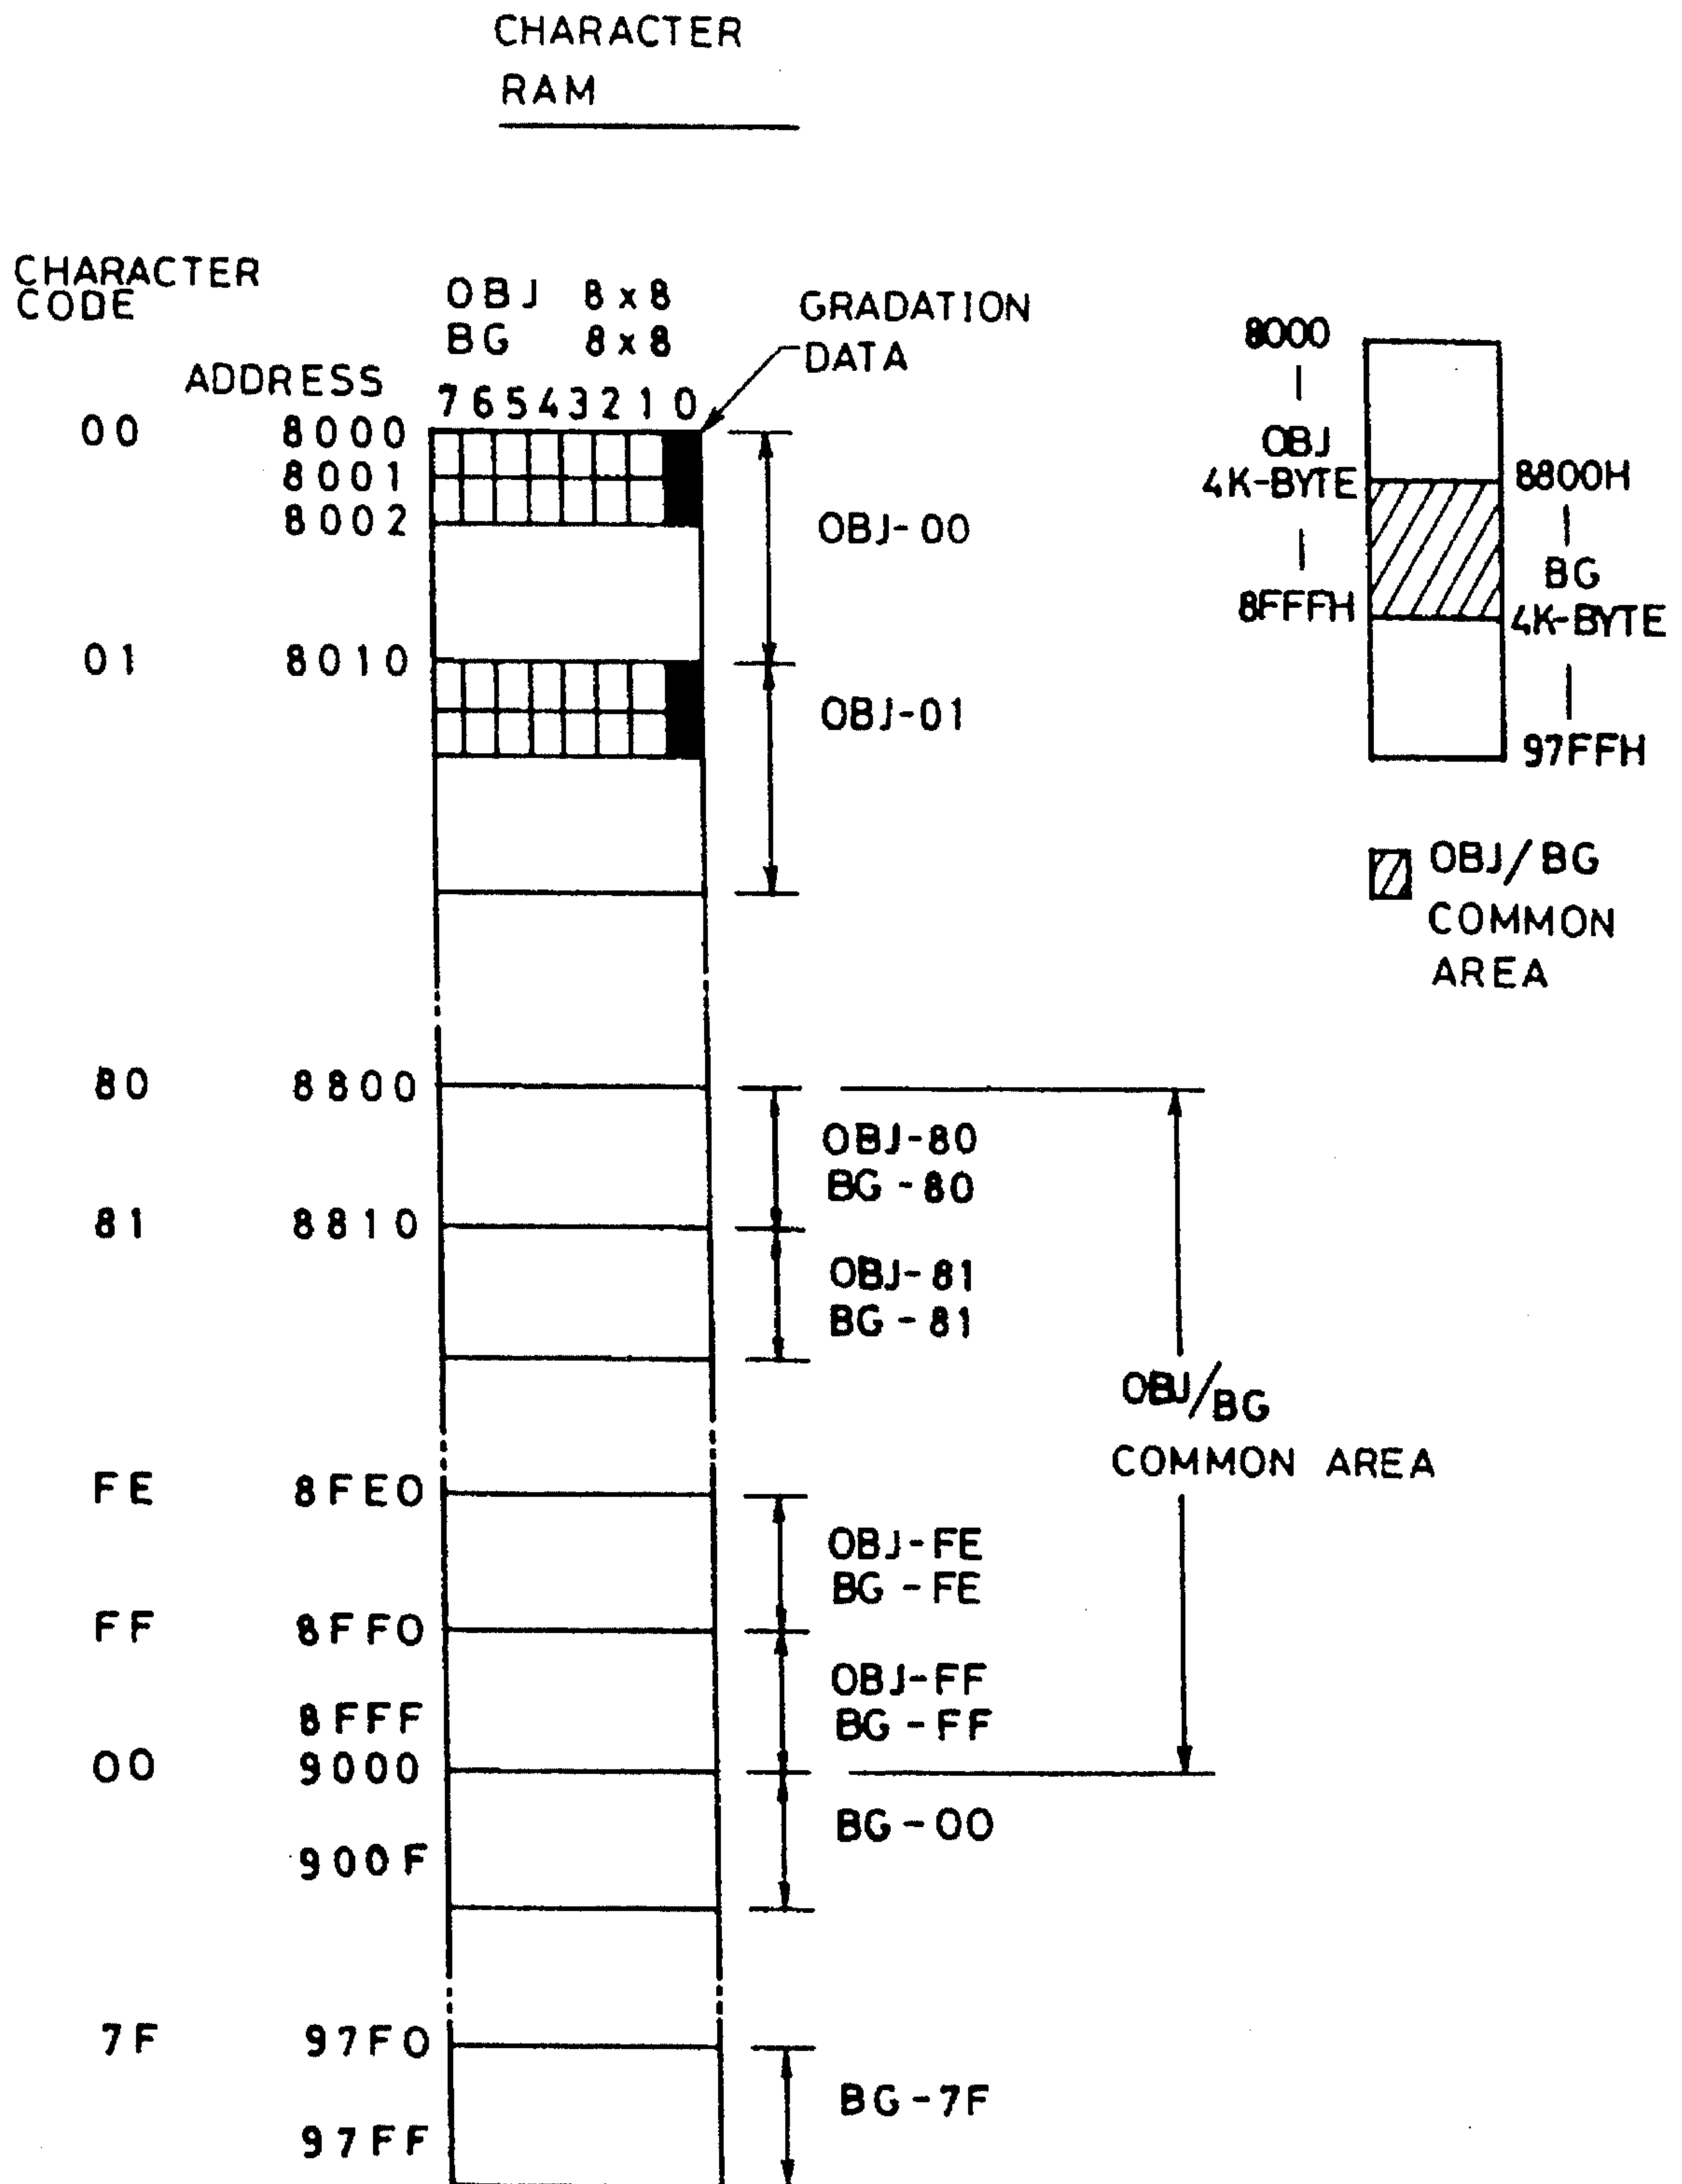 CHARACTER
RAM
CHARACTER
CODE
ADDRESS
OBJ 8x8
BG 8x8
GRADATION
DATA
7 6 5 4 3 2 1 0
00 8000
8001
8002
OBJ-00
01 8010
OBJ-01
8000
OBJ
4K-BYTE
8FFFH
8800H
BG
4K-BYTE
97FFH
OBJ/BG
COMMON
AREA
80 8800
OBJ-80
BG-80
81 8810
OBJ-81
BG-81
OBJ/BG
COMMON AREA
FE 8FE0
OBJ-FE
BG-FE
FF 8FF0
OBJ-FF
BG-FF
8FFF
00 9000
BG-00
900F
7F 97F0
BG-7F
97FF